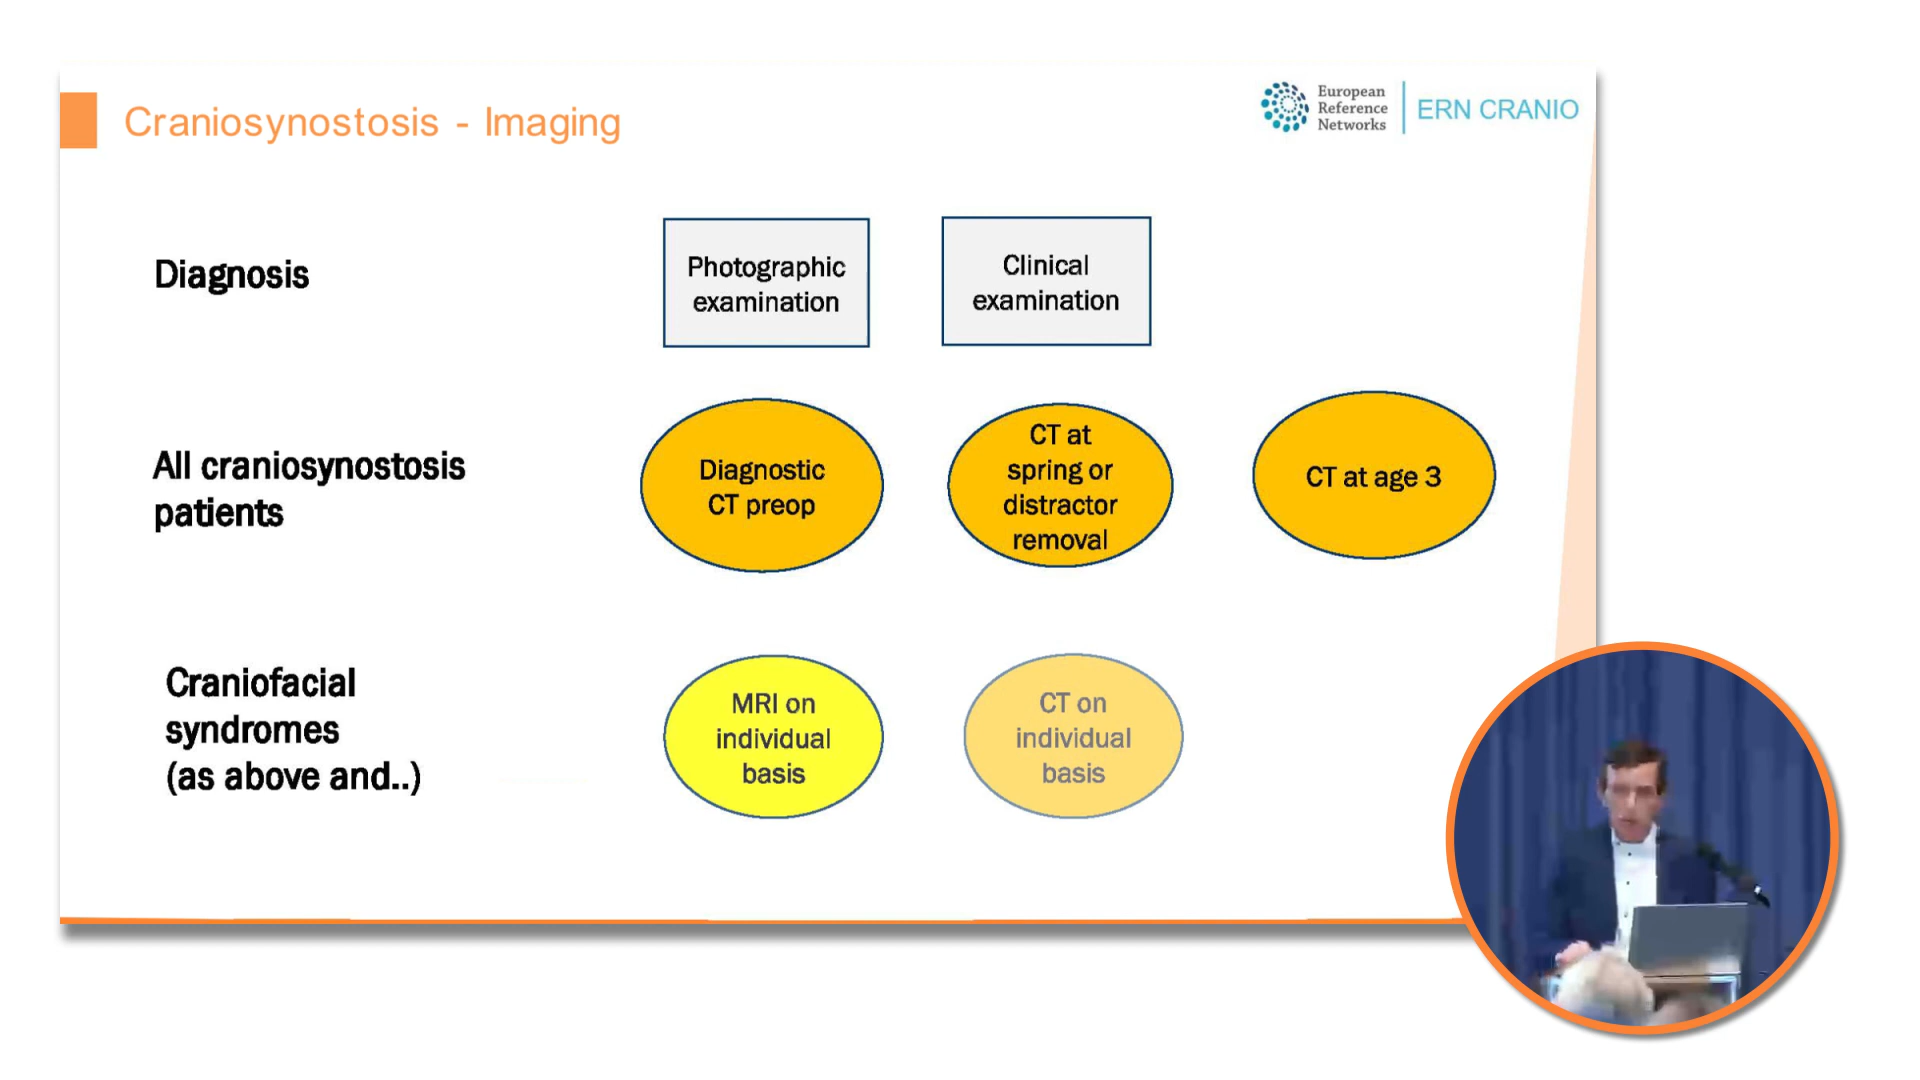 Craniosynostosis - Imaging
European
Reference
Networks
ERN CRANIO
Diagnosis
Photographic
examination
Clinical
examination
All craniosynostosis
patients
Diagnostic
CT preop
CT at
spring or
distractor
removal
CT at age 3
Craniofacial
syndromes
(as above and..)
MRI on
individual
basis
CT on
individual
basis